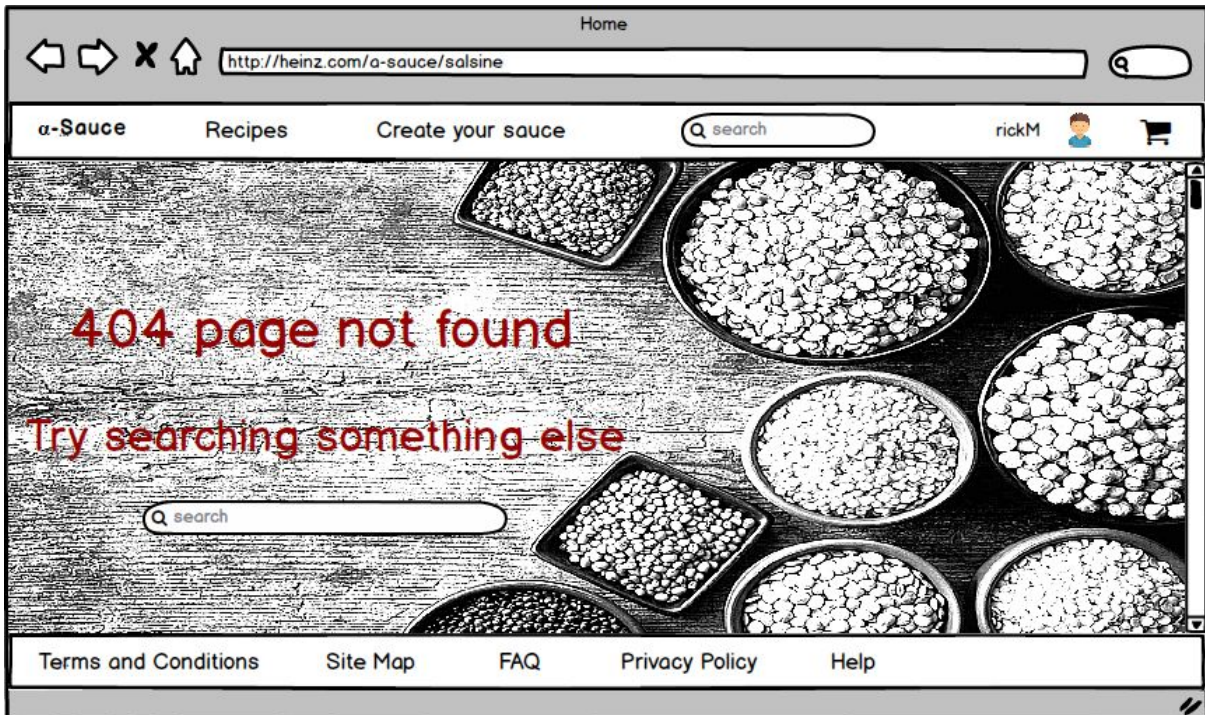 Home
http://heinz.com/a-sauce/salsine
α-Sauce Recipes Create your sauce search rickM
404 page not found
Try searching something else
search
Terms and Conditions Site Map FAQ Privacy Policy Help